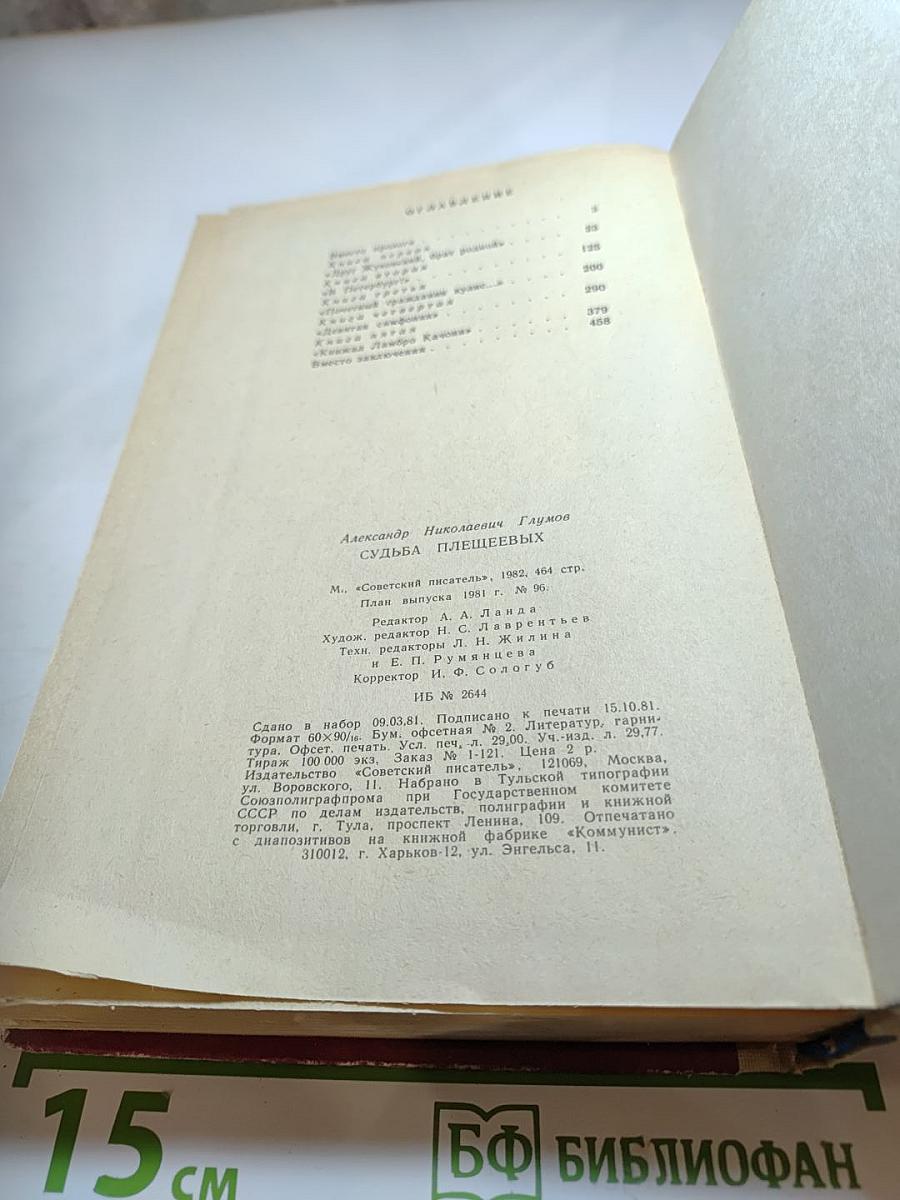 ОГЛАВЛЕНИЕ
Вместо пролога . . . . . . . . 3
Книга первая
«Друг Жуковский, брат родной» . . . . 23
Книга вторая
«В Петербург!» . . . . . . . 125
Книга третья
«Почетный гражданин кулис...» . . . . 200
Книга четвертая
«Девятая симфония» . . . . . . 290
Книга пятая
«Кинжал Ламбро Качони» . . . . . 379
Вместо заключения . . . . . . . 458
Александр Николаевич Глумов
СУДЬБА ПЛЕЩЕЕВЫХ
М., «Советский писатель», 1982, 464 стр.
План выпуска 1981 г. № 96.
Редактор А. А. Ланда
Худож. редактор Н. С. Лаврентьев
Техн. редакторы Л. Н. Жилина
и Е. П. Румянцева
Корректор И. Ф. Сологуб
ИБ № 2644
Сдано в набор 09.03.81. Подписано к печати 15.10.81.
Формат 60×90/16. Бум. офсетная № 2. Литератур. гарни-
тура. Офсет. печать. Усл. печ. л. 29,00. Уч.-изд. л. 29,77.
Тираж 100 000 экз. Заказ № 1-121. Цена 2 р.
Издательство «Советский писатель», 121069, Москва,
ул. Воровского, 11. Набрано в Тульской типографии
Союзполиграфпрома при Государственном комитете
СССР по делам издательств, полиграфии и книжной
торговли, г. Тула, проспект Ленина, 109. Отпечатано
с диапозитивов на книжной фабрике «Коммунист».
310012, г. Харьков-12, ул. Энгельса, 11.
15 см
БФ БИБЛИОФАН